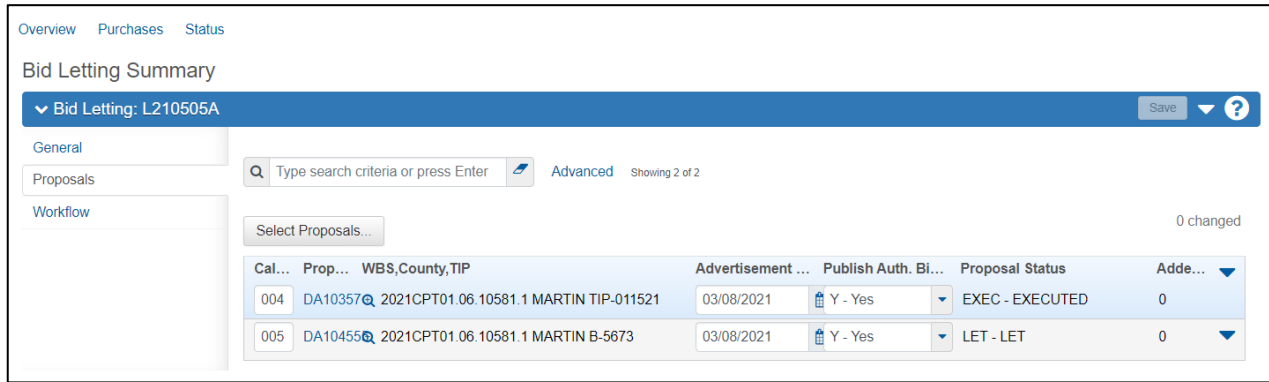 Overview Purchases Status
Bid Letting Summary
Bid Letting: L210505A Save ?
General
Proposals
Workflow
Type search criteria or press Enter Advanced Showing 2 of 2
Select Proposals... 0 changed
Cal... Prop... WBS,County,TIP Advertisement ... Publish Auth. Bi... Proposal Status Adde...
004 DA10357 2021CPT01.06.10581.1 MARTIN TIP-011521 03/08/2021 Y - Yes EXEC - EXECUTED 0
005 DA10455 2021CPT01.06.10581.1 MARTIN B-5673 03/08/2021 Y - Yes LET - LET 0